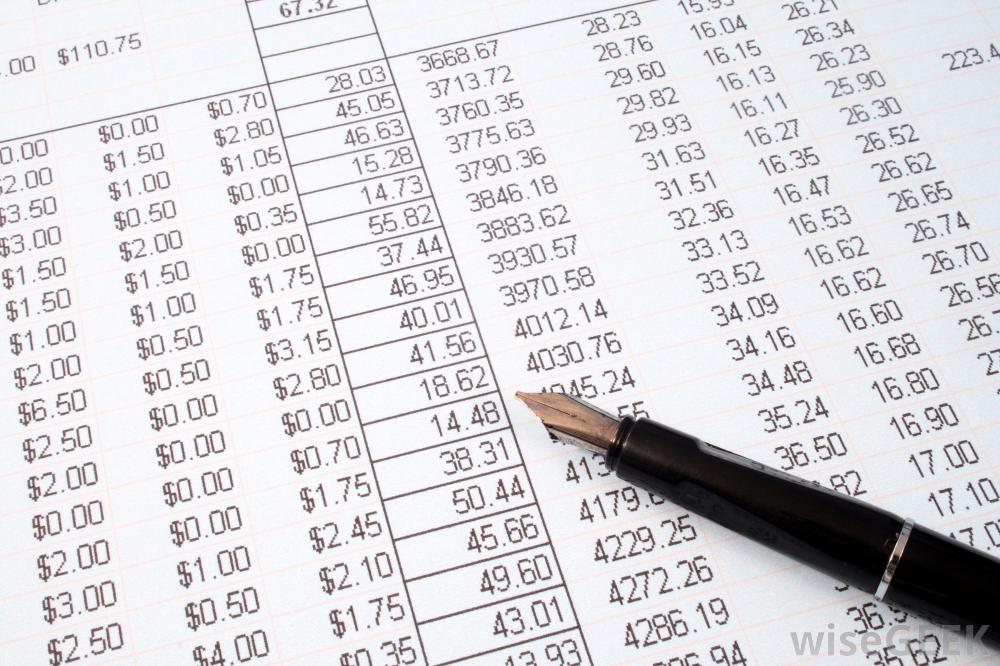 67.32
$110.75
$0.00 $0.70 28.03 3668.67 28.23
$1.50 $2.80 45.05 3713.72 28.76 16.04 26.21
$3.50 $1.00 $1.05 46.63 3760.35 29.60 16.15 26.34
$3.00 $0.50 $0.00 15.28 3775.63 29.82 16.13 26.23
$1.50 $2.00 $0.35 14.73 3790.36 29.93 16.11 25.90 223.4
$1.50 $1.50 $0.00 55.82 3846.18 31.63 16.27 26.30
$1.00 $1.00 $1.75 37.44 3883.62 31.51 16.35 26.52
$2.00 $0.50 $1.75 46.95 3930.57 32.36 16.47 26.62
$6.50 $0.50 $3.15 40.01 3970.58 33.13 16.53 26.65
$2.50 $0.00 $2.80 41.56 4012.14 33.52 16.62 26.74
$2.00 $0.00 $0.00 18.62 4030.76 34.09 16.62 26.70
$0.00 $0.00 $0.70 14.48 34.16 16.60 26.58
$2.00 $0.00 $1.75 38.31 34.48 16.68
$3.00 $1.00 $2.45 50.44 35.24 16.80
$2.50 $0.50 $2.10 45.66 36.50 16.90
$4.00 $1.75 49.60 4229.25 17.00
$0.35 43.01 4272.26 17.10
13.93 4286.19
wiseGEEK